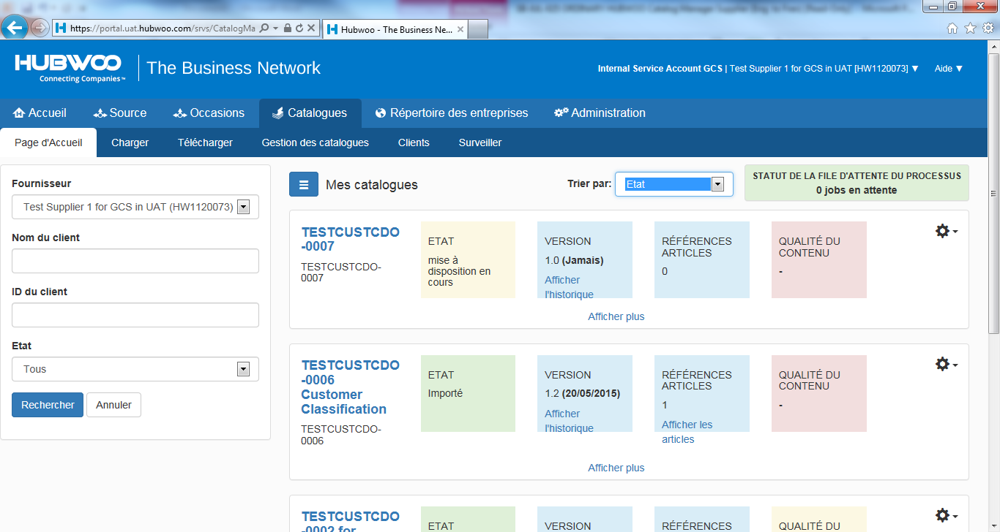 https://portal.uat.hubwoo.com/srvs/CatalogMa
Hubwoo - The Business Ne...
HUBWOO
Connecting Companies™
The Business Network
Internal Service Account GCS | Test Supplier 1 for GCS in UAT [HW1120073] ▼ Aide ▼
Accueil Source Occasions Catalogues Répertoire des entreprises Administration
Page d'Accueil Charger Télécharger Gestion des catalogues Clients Surveiller
Fournisseur
Test Supplier 1 for GCS in UAT (HW1120073)
Nom du client
ID du client
Etat
Tous
Rechercher Annuler
Mes catalogues
Trier par: Etat
STATUT DE LA FILE D'ATTENTE DU PROCESSUS
0 jobs en attente
TESTCUSTCDO
-0007
TESTCUSTCDO-
0007
ETAT
mise à
disposition en
cours
VERSION
1.0 (Jamais)
Afficher
l'historique
RÉFÉRENCES
ARTICLES
0
QUALITÉ DU
CONTENU
-
Afficher plus
TESTCUSTCDO
-0006
Customer
Classification
TESTCUSTCDO-
0006
ETAT
Importé
VERSION
1.2 (20/05/2015)
Afficher
l'historique
RÉFÉRENCES
ARTICLES
1
Afficher les
articles
QUALITÉ DU
CONTENU
-
Afficher plus
TESTCUSTCDO
-0002 for
ETAT
VERSION
RÉFÉRENCES
QUALITÉ DU